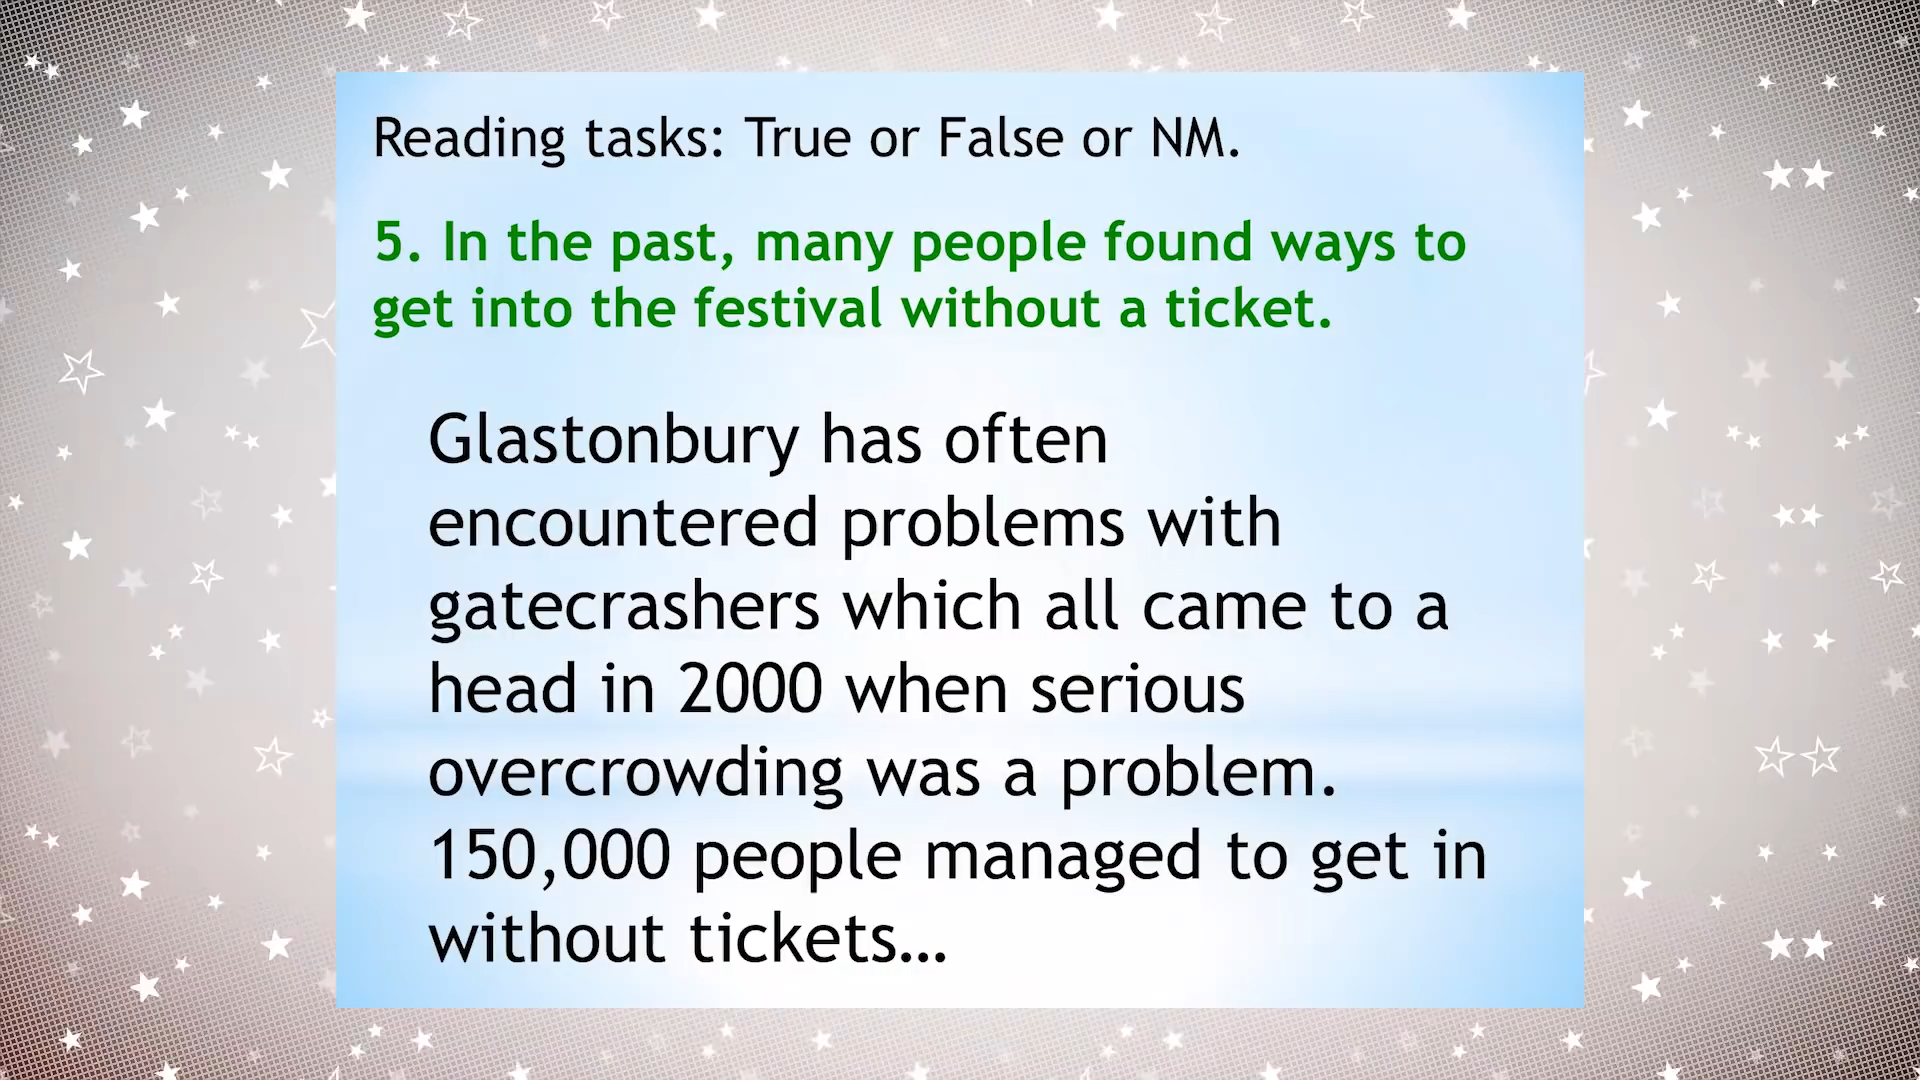 Reading tasks: True or False or NM.
5. In the past, many people found ways to
get into the festival without a ticket.
Glastonbury has often
encountered problems with
gatecrashers which all came to a
head in 2000 when serious
overcrowding was a problem.
150,000 people managed to get in
without tickets…